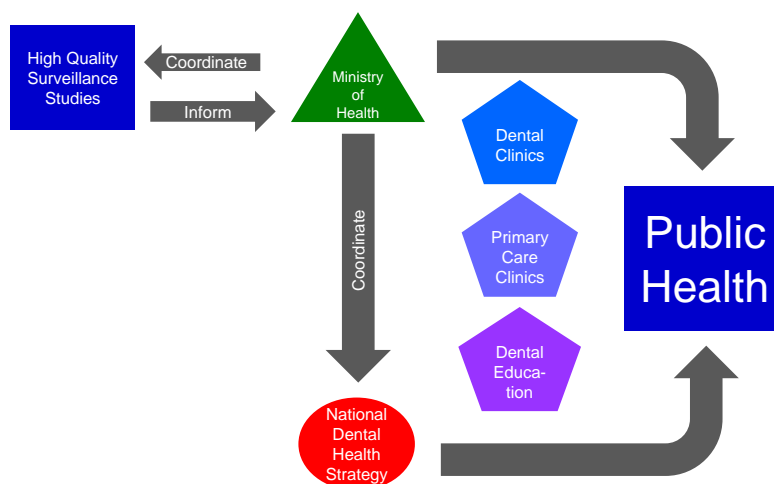 High Quality
Surveillance
Studies
Coordinate
Inform
Ministry
of
Health
Coordinate
Dental
Clinics
Primary
Care
Clinics
Dental
Educa-
tion
Public
Health
National
Dental
Health
Strategy